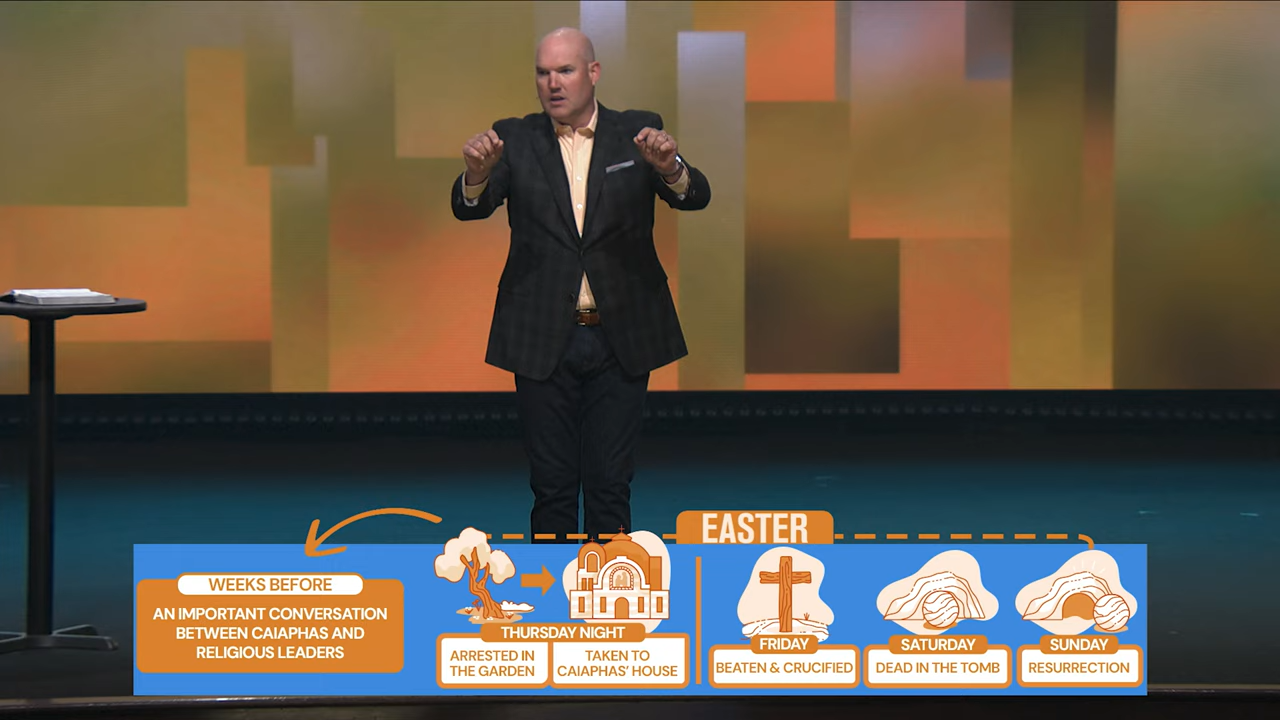 EASTER
WEEKS BEFORE
AN IMPORTANT CONVERSATION
BETWEEN CAIAPHAS AND
RELIGIOUS LEADERS
THURSDAY NIGHT
ARRESTED IN
THE GARDEN
TAKEN TO
CAIAPHAS' HOUSE
FRIDAY
BEATEN & CRUCIFIED
SATURDAY
DEAD IN THE TOMB
SUNDAY
RESURRECTION